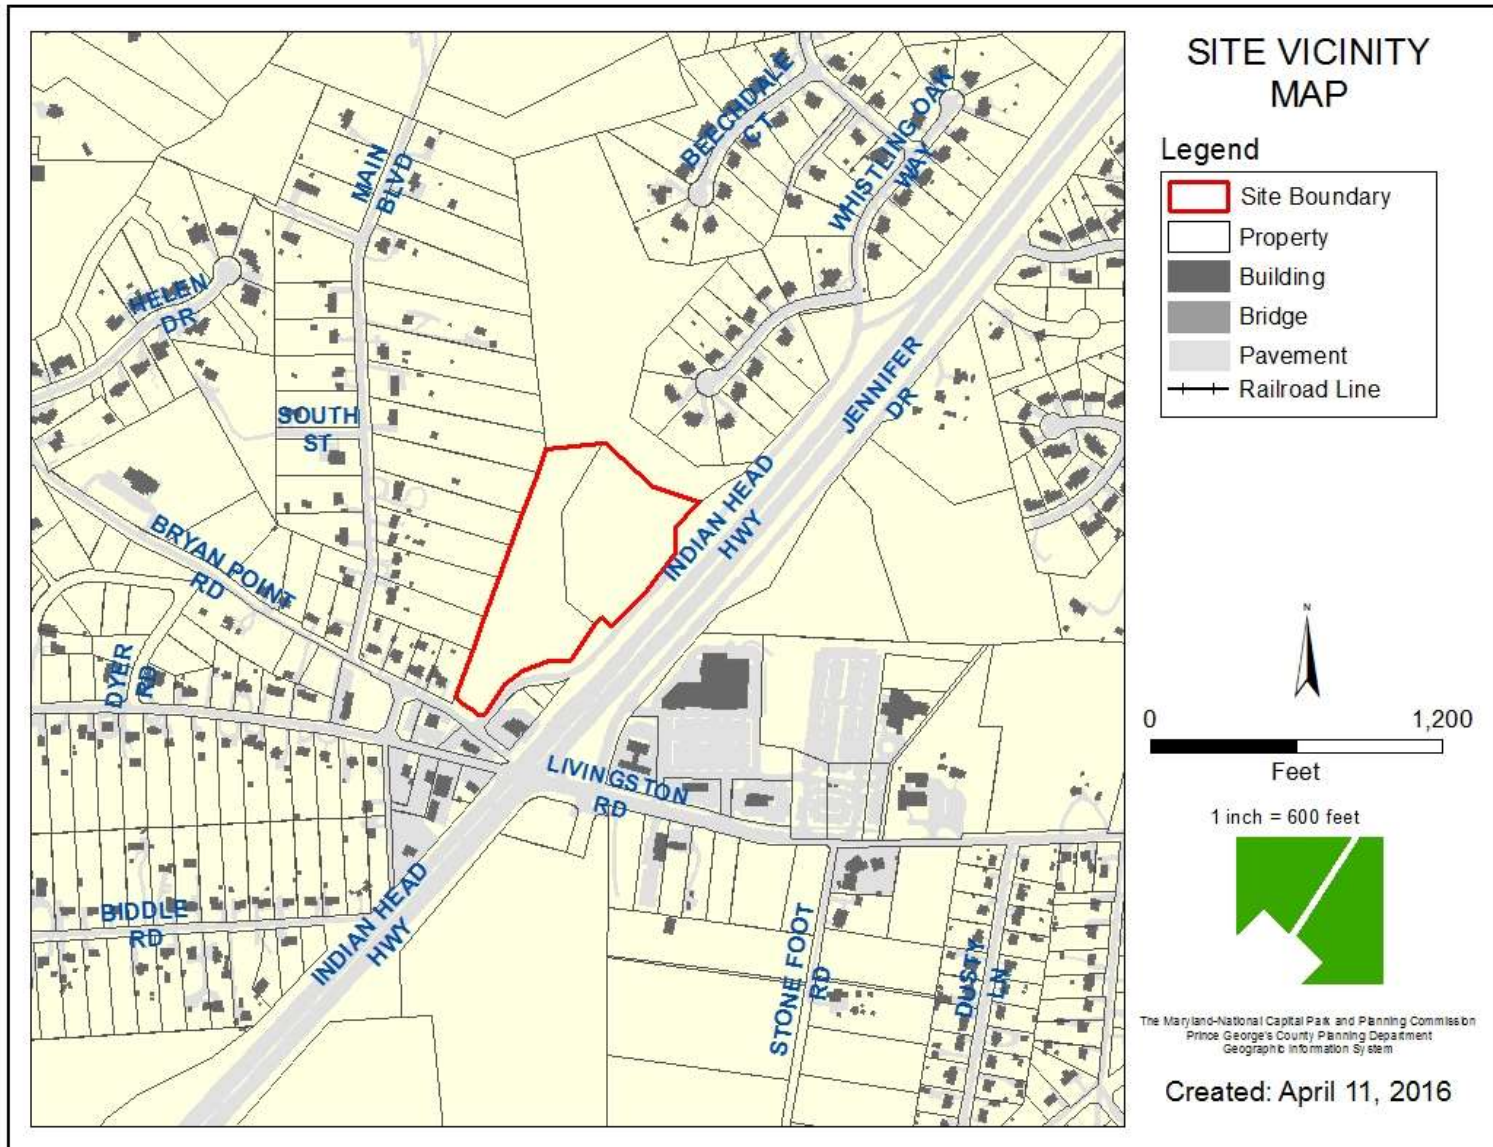 SITE VICINITY
MAP
Legend
Site Boundary
Property
Building
Bridge
Pavement
Railroad Line
N
0 1,200
Feet
1 inch = 600 feet
The Maryland-National Capital Park and Planning Commission
Prince George's County Planning Department
Geographic Information System
Created: April 11, 2016
BEECHDALE
CT
WHISTLING OAK
WAY
MAIN
BLVD
HELEN
DR
JENNIFER
DR
SOUTH
ST
INDIAN HEAD
HWY
BRYAN POINT
RD
DYER
RD
LIVINGSTON
RD
INDIAN HEAD
HWY
BIDDLE
RD
STONE FOOT
RD
DUSTY
LN